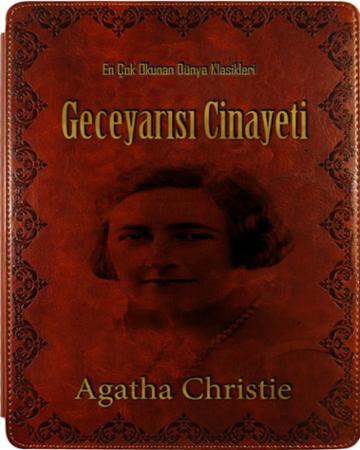 En Çok Okunan Dünya Klasikleri
Geceyarısı Cinayeti
Agatha Christie